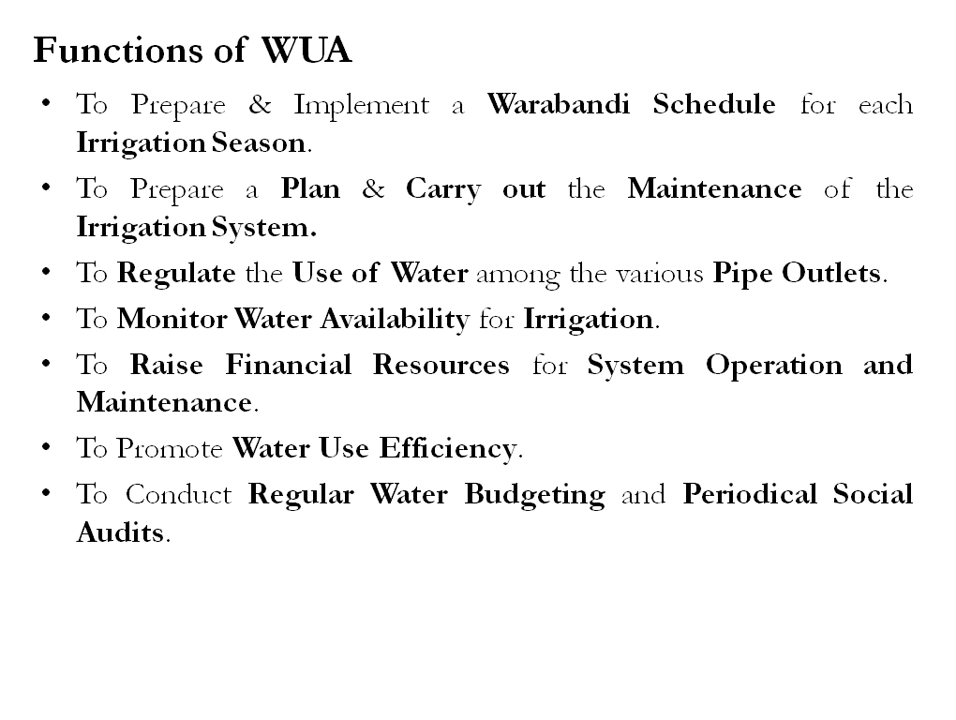 Functions of WUA
• To Prepare & Implement a Warabandi Schedule for each
Irrigation Season.
• To Prepare a Plan & Carry out the Maintenance of the
Irrigation System.
• To Regulate the Use of Water among the various Pipe Outlets.
• To Monitor Water Availability for Irrigation.
• To Raise Financial Resources for System Operation and
Maintenance.
• To Promote Water Use Efficiency.
• To Conduct Regular Water Budgeting and Periodical Social
Audits.